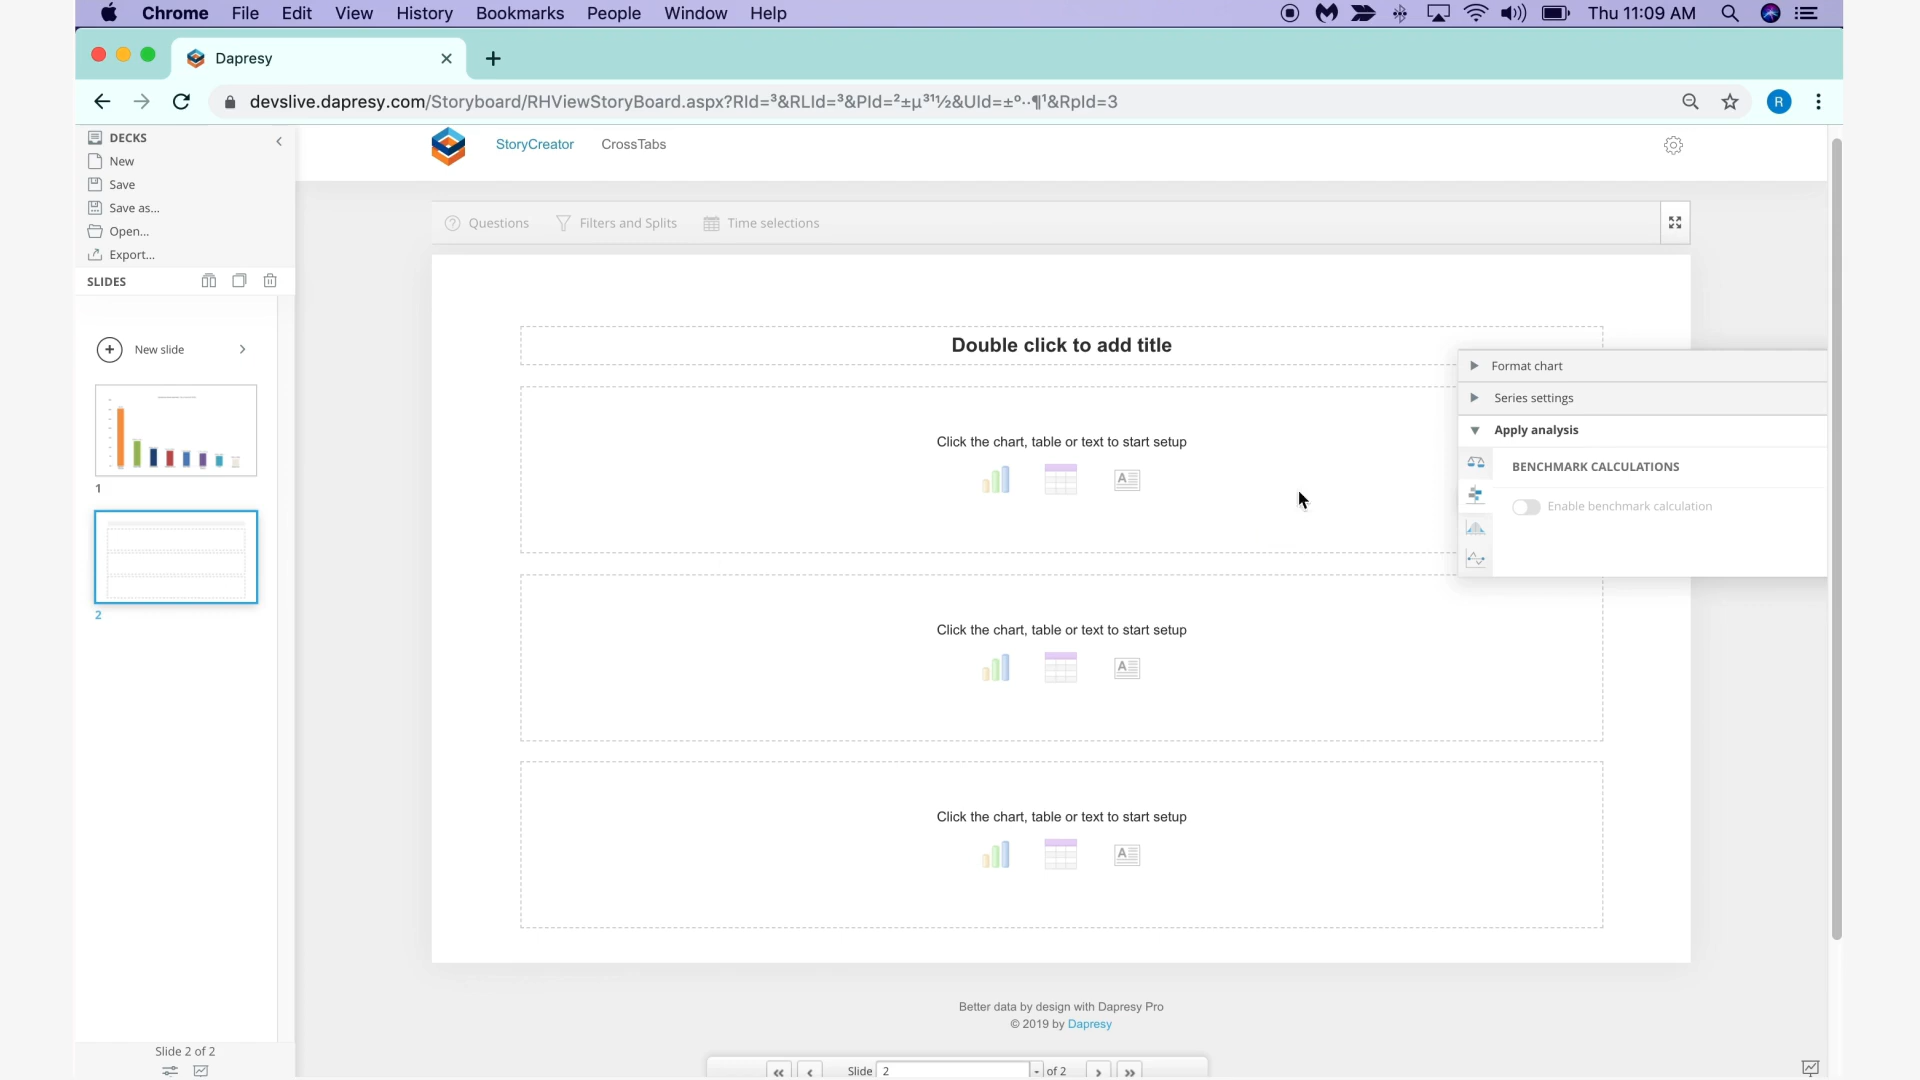 Chrome File Edit View History Bookmarks People Window Help Thu 11:09 AM
Dapresy
devslive.dapresy.com/Storyboard/RHViewStoryBoard.aspx?RId=³&RLId=³&PId=²±µ³¹½&UId=±º··¶¹&RpId=3 R
DECKS
New
Save
Save as...
Open...
Export...
SLIDES
New slide
1
2
Slide 2 of 2
StoryCreator CrossTabs
Questions Filters and Splits Time selections
Double click to add title
Click the chart, table or text to start setup
A
Click the chart, table or text to start setup
A
Click the chart, table or text to start setup
A
Format chart
Series settings
Apply analysis
BENCHMARK CALCULATIONS
Enable benchmark calculation
Better data by design with Dapresy Pro
© 2019 by Dapresy
« ‹ Slide 2 of 2 › »